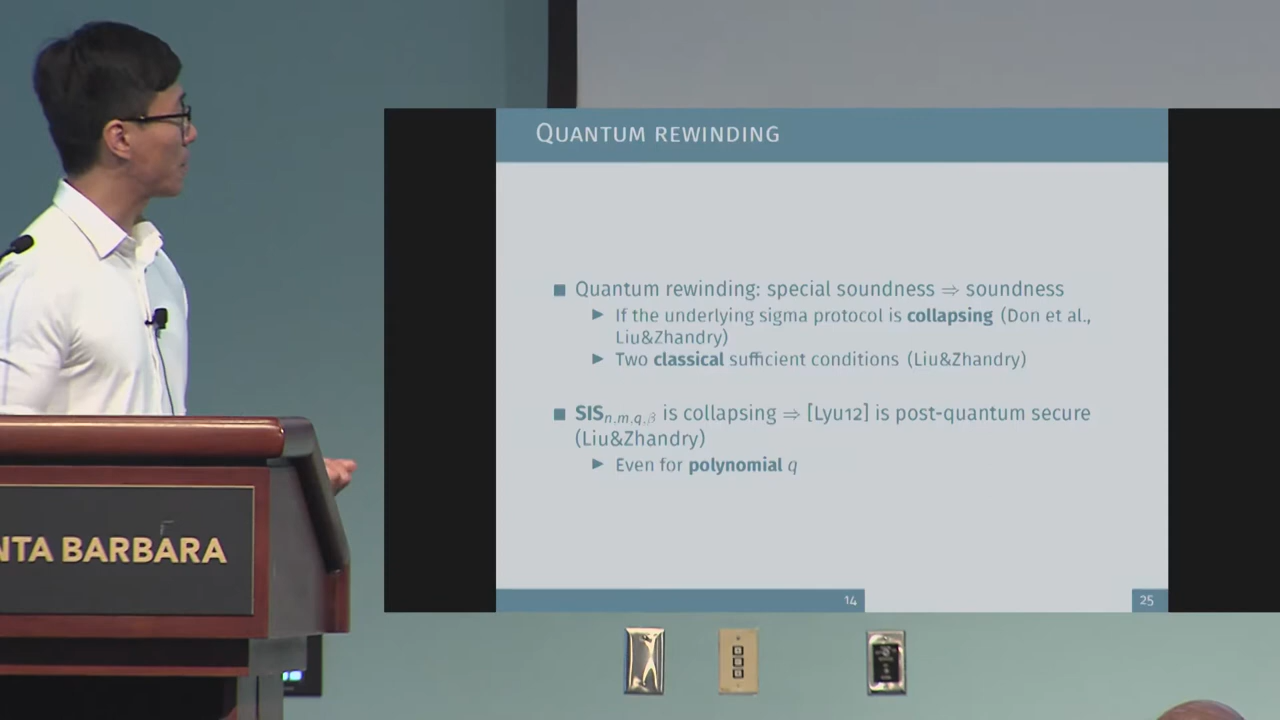 QUANTUM REWINDING
■ Quantum rewinding: special soundness ⇒ soundness
▶ If the underlying sigma protocol is collapsing (Don et al.,
Liu&Zhandry)
▶ Two classical sufficient conditions (Liu&Zhandry)
■ SISn,m,q,β is collapsing ⇒ [Lyu12] is post-quantum secure
(Liu&Zhandry)
▶ Even for polynomial q
14
25
NTA BARBARA